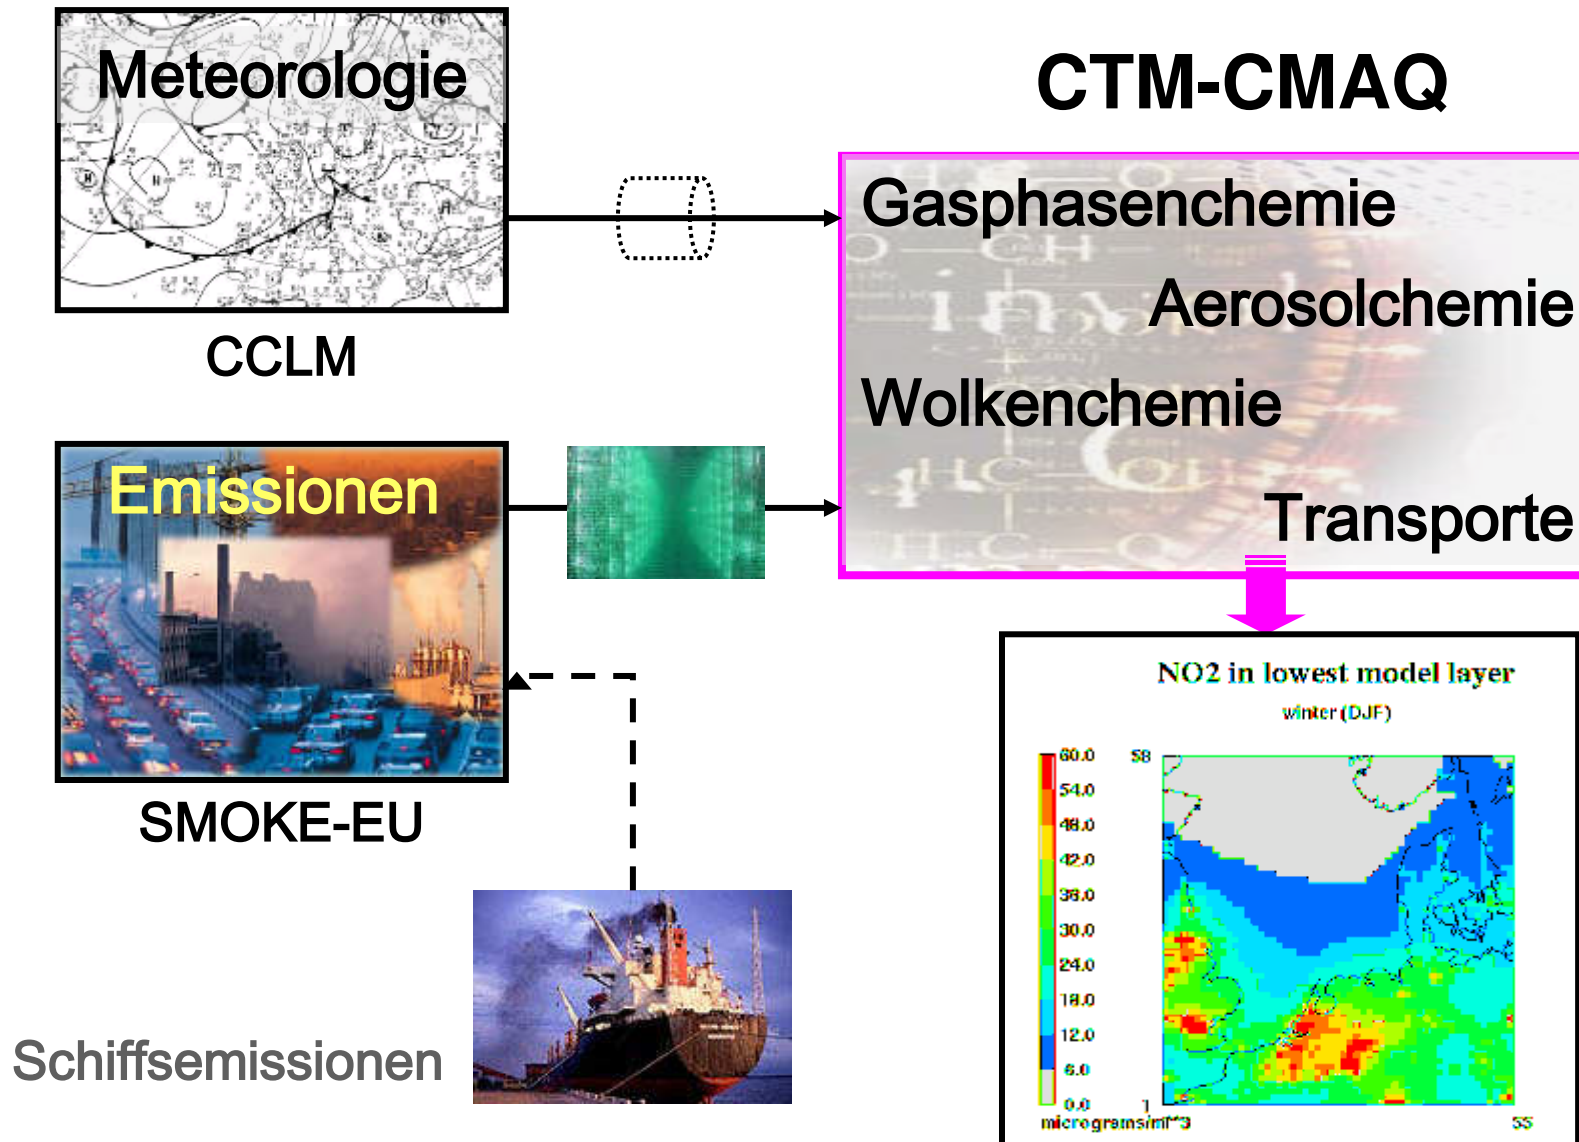 Meteorologie
CCLM
Emissionen
SMOKE-EU
Schiffsemissionen
CTM-CMAQ
Gasphasenchemie
Aerosolchemie
Wolkenchemie
Transporte
NO2 in lowest model layer
winter (DJF)
60.0
54.0
48.0
42.0
36.0
30.0
24.0
18.0
12.0
6.0
0.0
micrograms/m**3
58
1
55